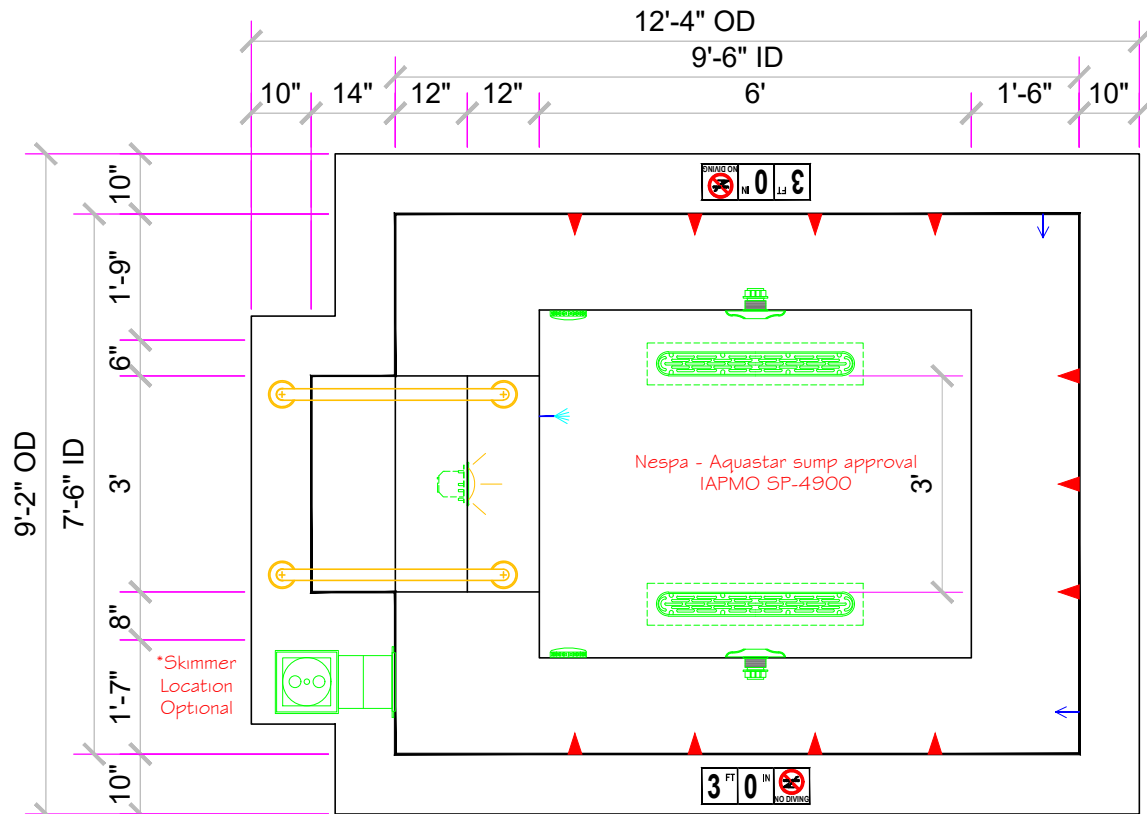 12'-4" OD
9'-6" ID
10" 14" 12" 12" 6' 1'-6" 10"
NO DIVING 0 IN 3 FT
10"
1'-9"
6"
3'
8"
1'-7"
10"
9'-2" OD
7'-6" ID
Nespa - Aquastar sump approval
IAPMO SP-4900
3'
*Skimmer
Location
Optional
3 FT 0 IN NO DIVING